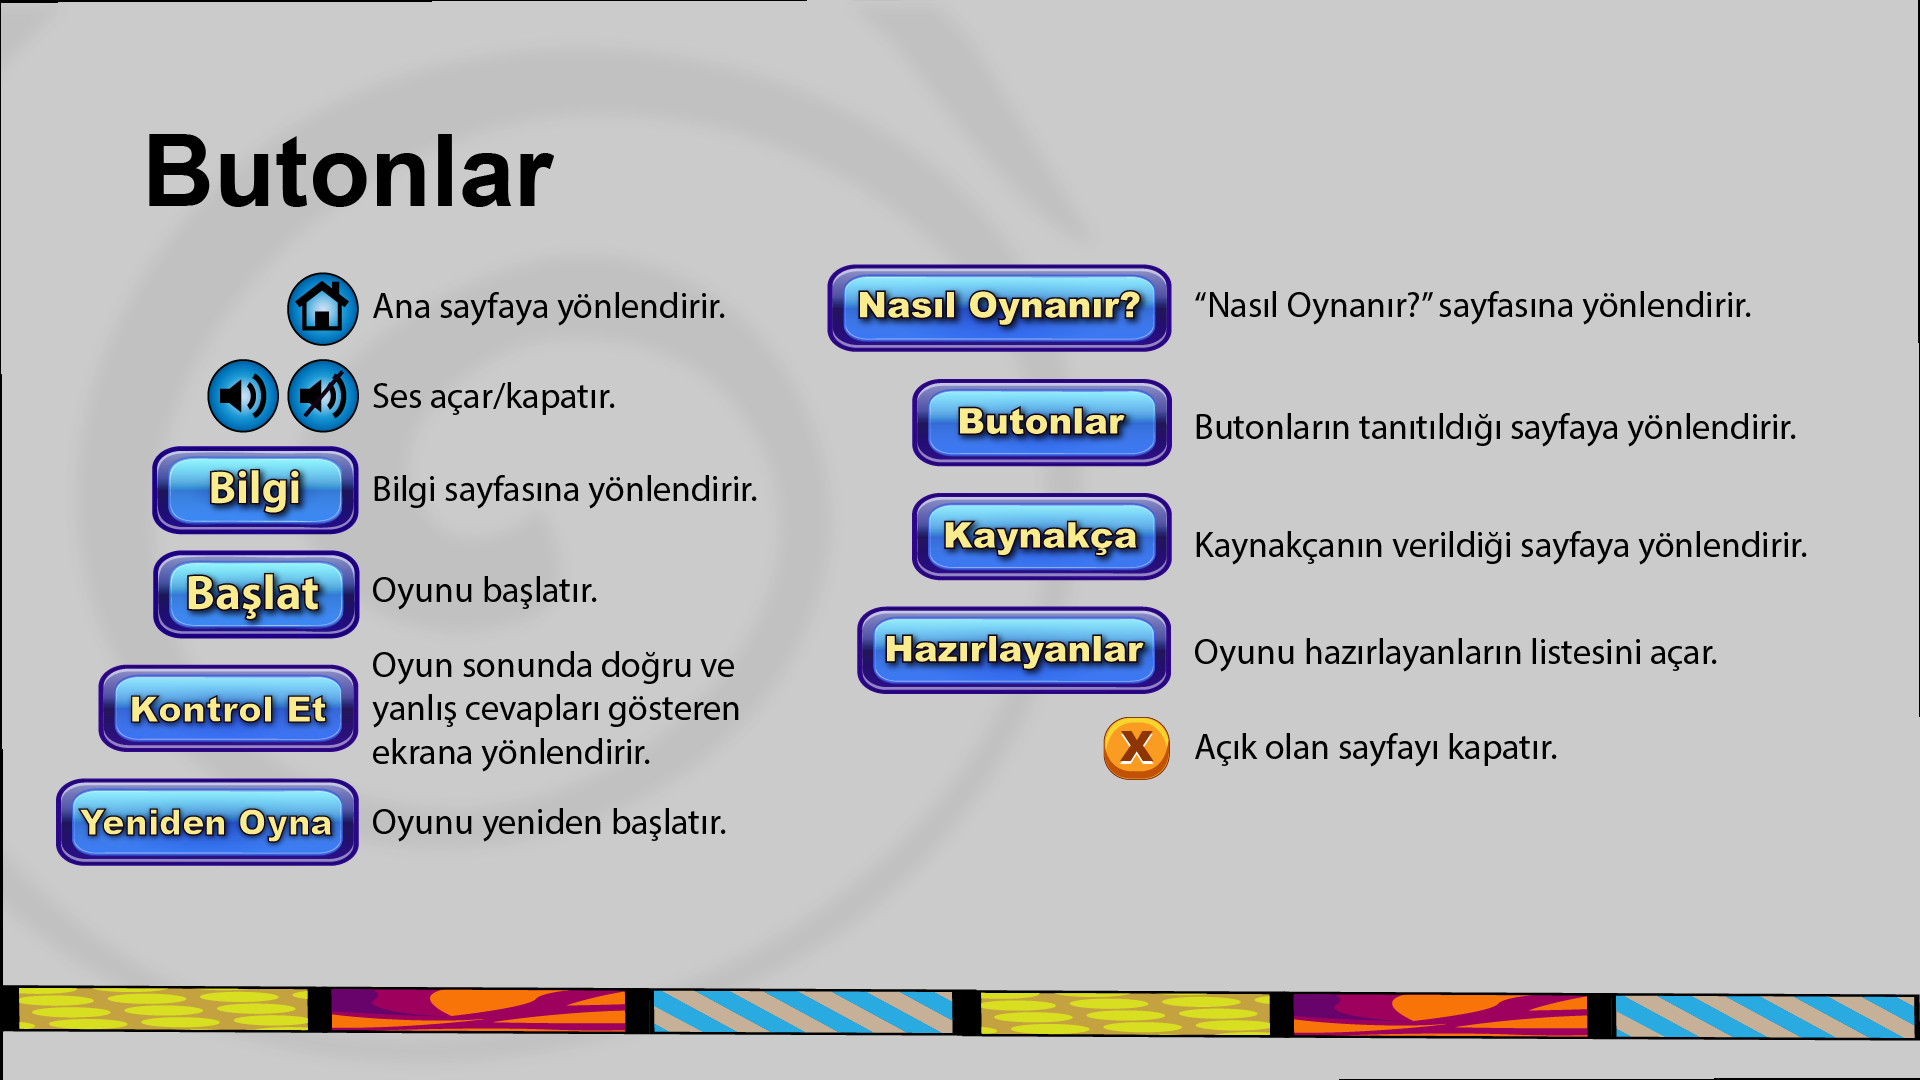 Butonlar
Ana sayfaya yönlendirir.
Ses açar/kapatır.
Bilgi
Bilgi sayfasına yönlendirir.
Başlat
Oyunu başlatır.
Kontrol Et
Oyun sonunda doğru ve
yanlış cevapları gösteren
ekrana yönlendirir.
Yeniden Oyna
Oyunu yeniden başlatır.
Nasıl Oynanır?
“Nasıl Oynanır?” sayfasına yönlendirir.
Butonlar
Butonların tanıtıldığı sayfaya yönlendirir.
Kaynakça
Kaynakçanın verildiği sayfaya yönlendirir.
Hazırlayanlar
Oyunu hazırlayanların listesini açar.
X
Açık olan sayfayı kapatır.